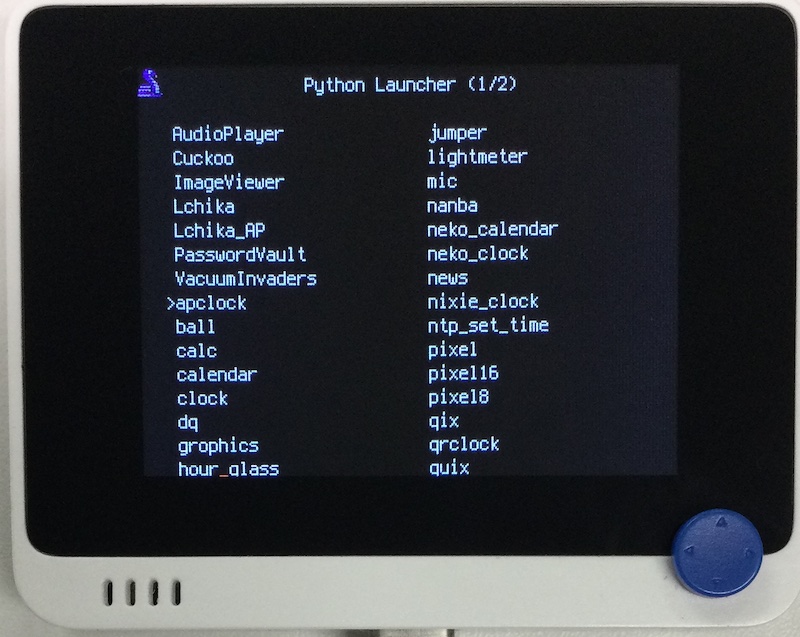 Python Launcher (1/2)
AudioPlayer
Cuckoo
ImageViewer
Lchika
Lchika_AP
PasswordVault
VacuumInvaders
>apclock
ball
calc
calendar
clock
dq
grophics
hour_glass
jumper
lightmeter
mic
nanba
neko_calendar
neko_clock
news
nixie_clock
ntp_set_time
pixel
pixel16
pixel8
qix
qrclock
quix